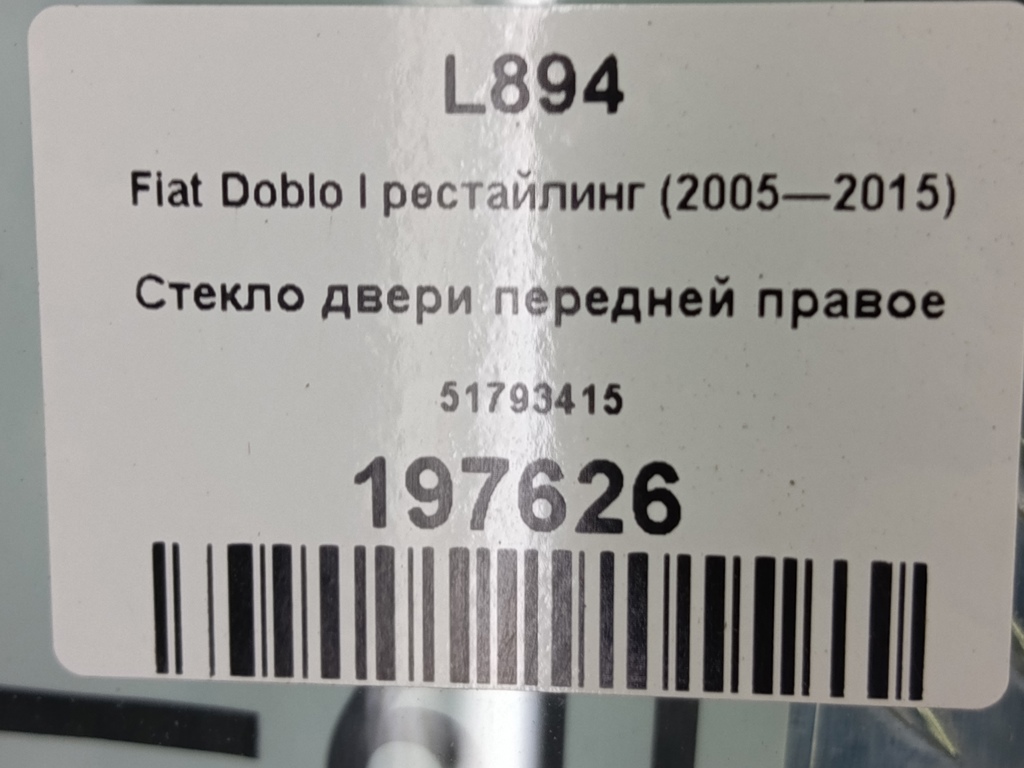 L894
Fiat Doblo I рестайлинг (2005—2015)
Стекло двери передней правое
51793415
197626